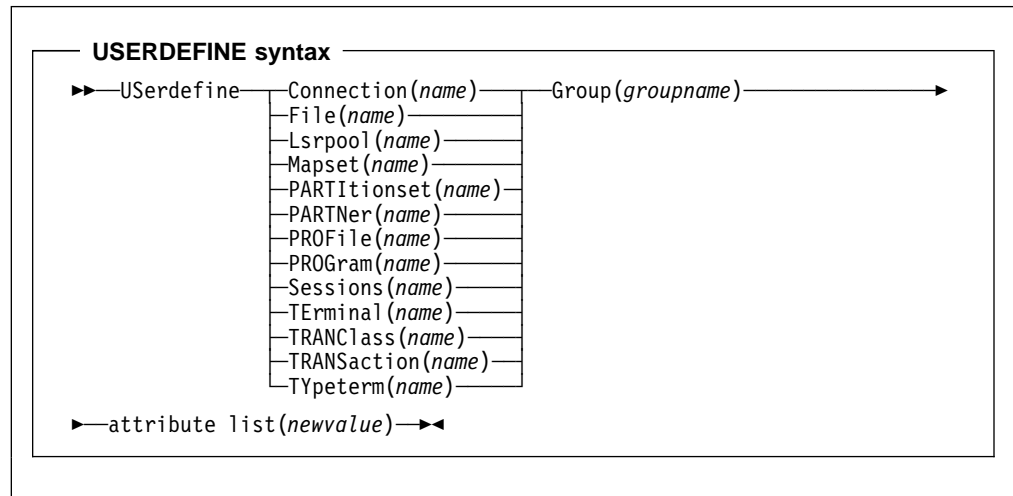 USERDEFINE syntax
►►──USerdefine──Connection(name)──Group(groupname)──►
File(name)
Lsrpool(name)
Mapset(name)
PARTItionset(name)
PARTNer(name)
PROFile(name)
PROGram(name)
Sessions(name)
TErminal(name)
TRANClass(name)
TRANSaction(name)
TYpeterm(name)
►──attribute list(newvalue)──►◄